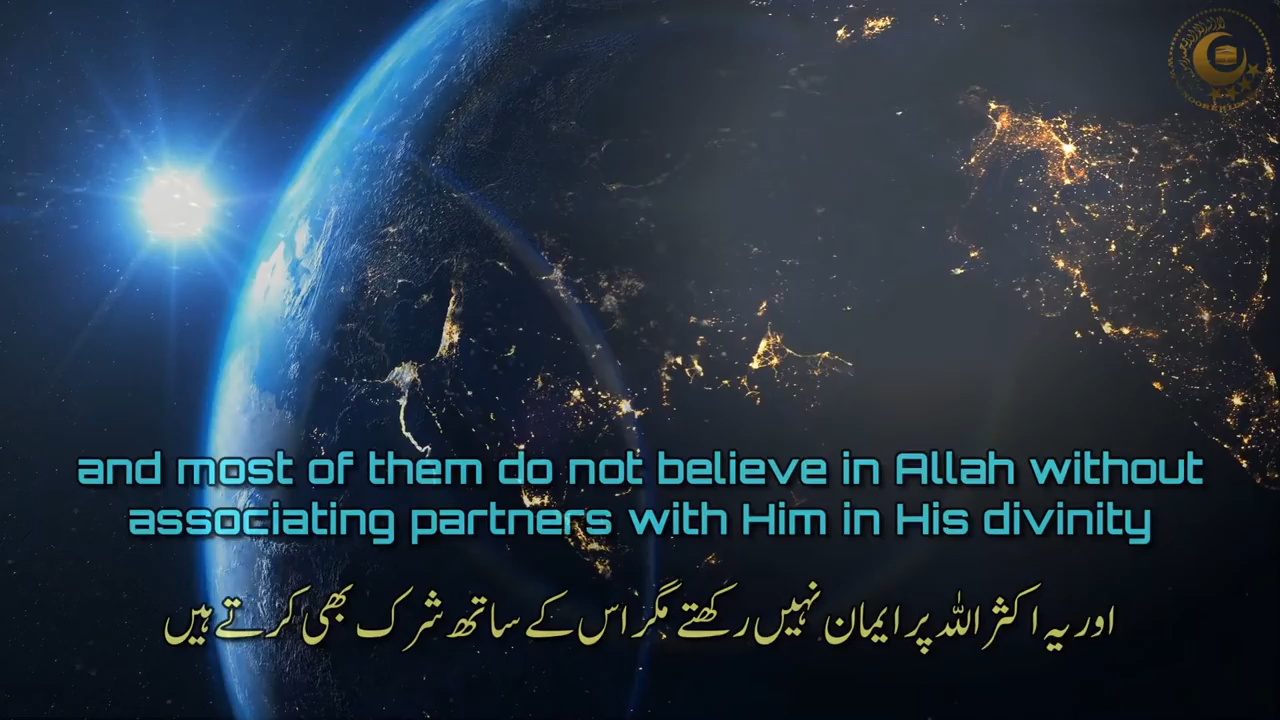 and most of them do not believe in Allah without
associating partners with Him in His divinity
اور یہ اکثر اللہ پر ایمان نہیں رکھتے مگر اس کے ساتھ شرک بھی کرتے ہیں